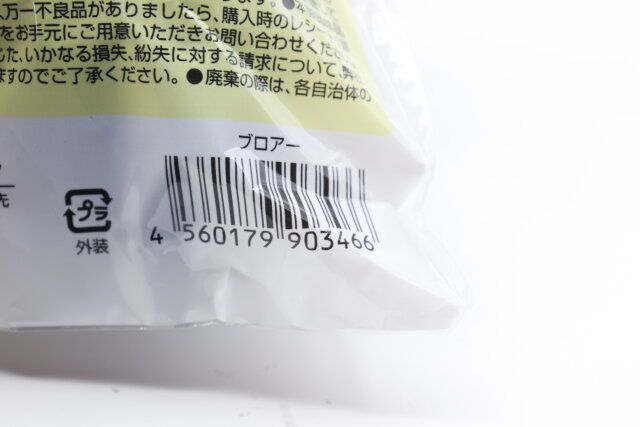 万一不良品がありましたら、購入時のレシート
をお手元にご用意いただきお問い合わせくだ
じた、いかなる損失、紛失に対する請求について、弊
ますのでご了承ください。●廃棄の際は、各自治体の
ブロアー
先
プラ
外装
4 560179 903466